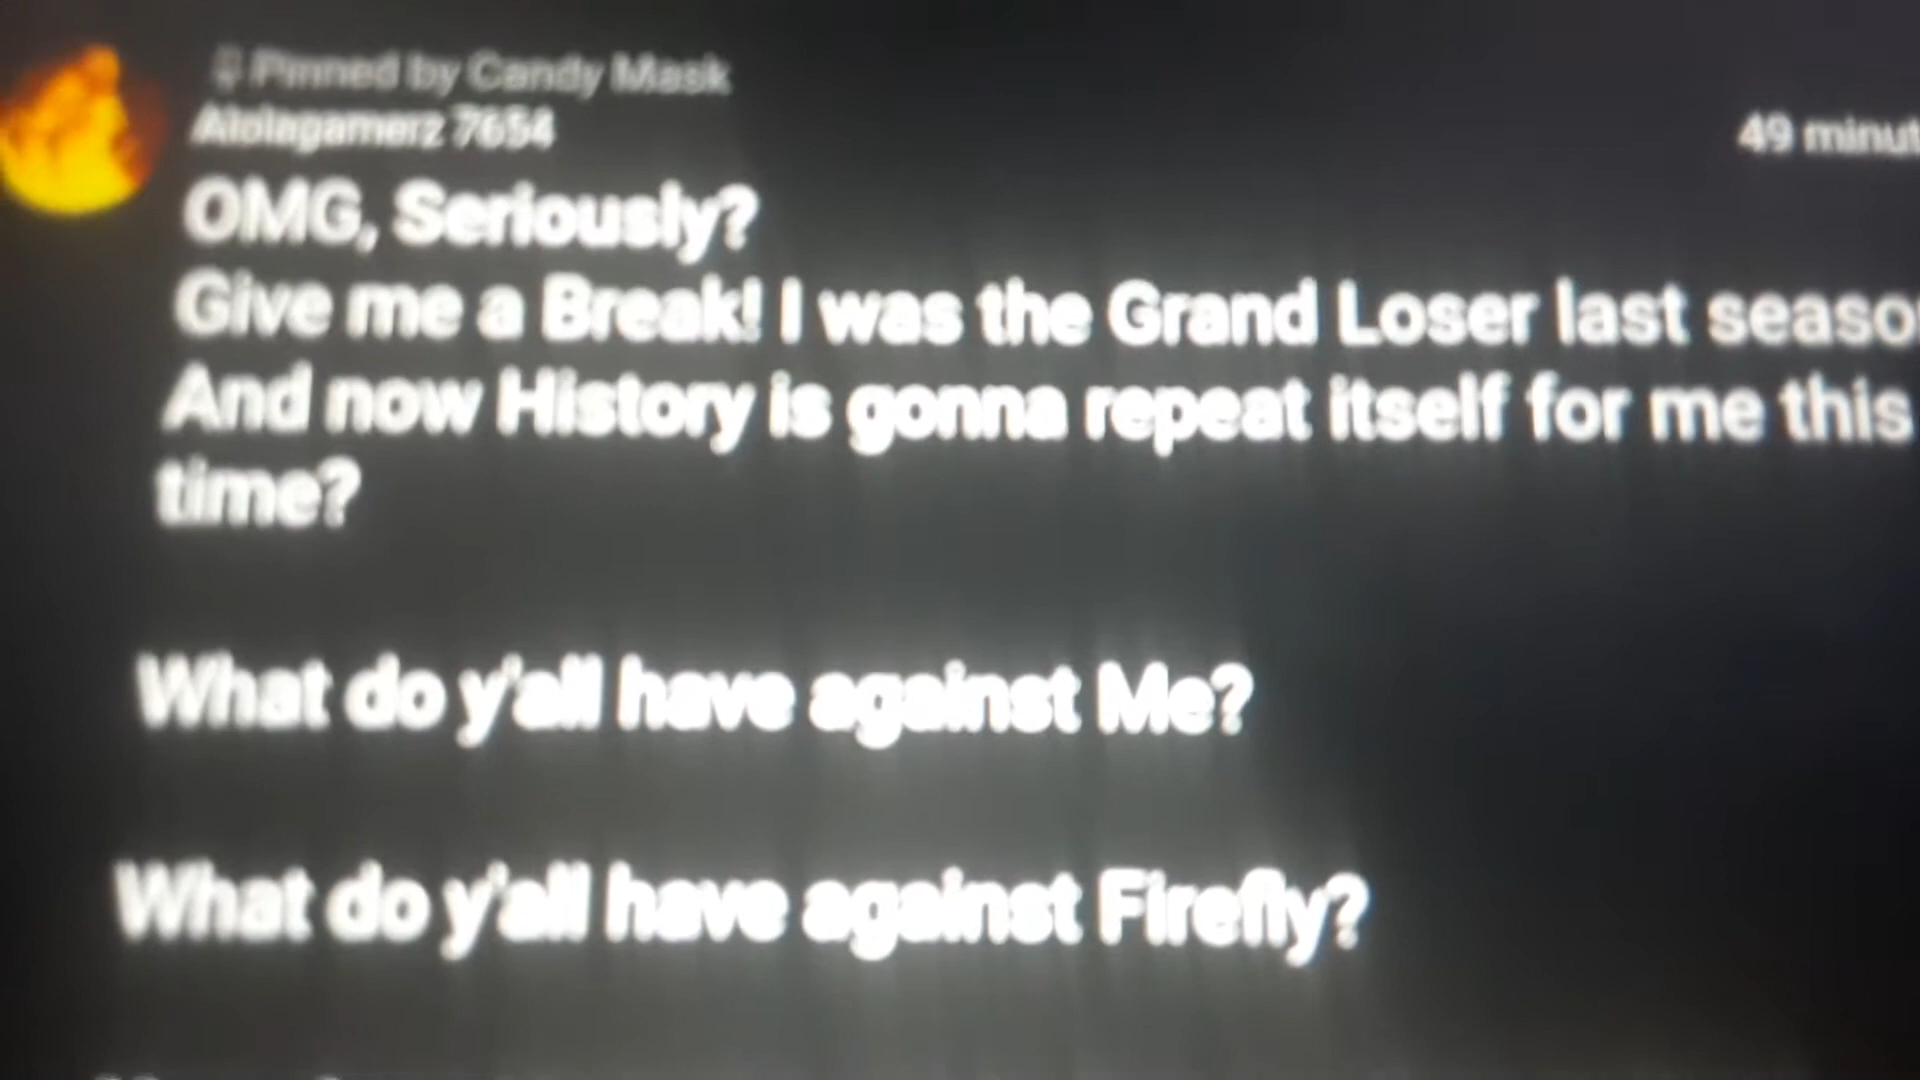 Pinned by Candy Mask
Alolagamerz 7654
49 minut
OMG, Seriously?
Give me a Break! I was the Grand Loser last seaso
And now History is gonna repeat itself for me this
time?
What do y'all have against Me?
What do y'all have against Firefly?